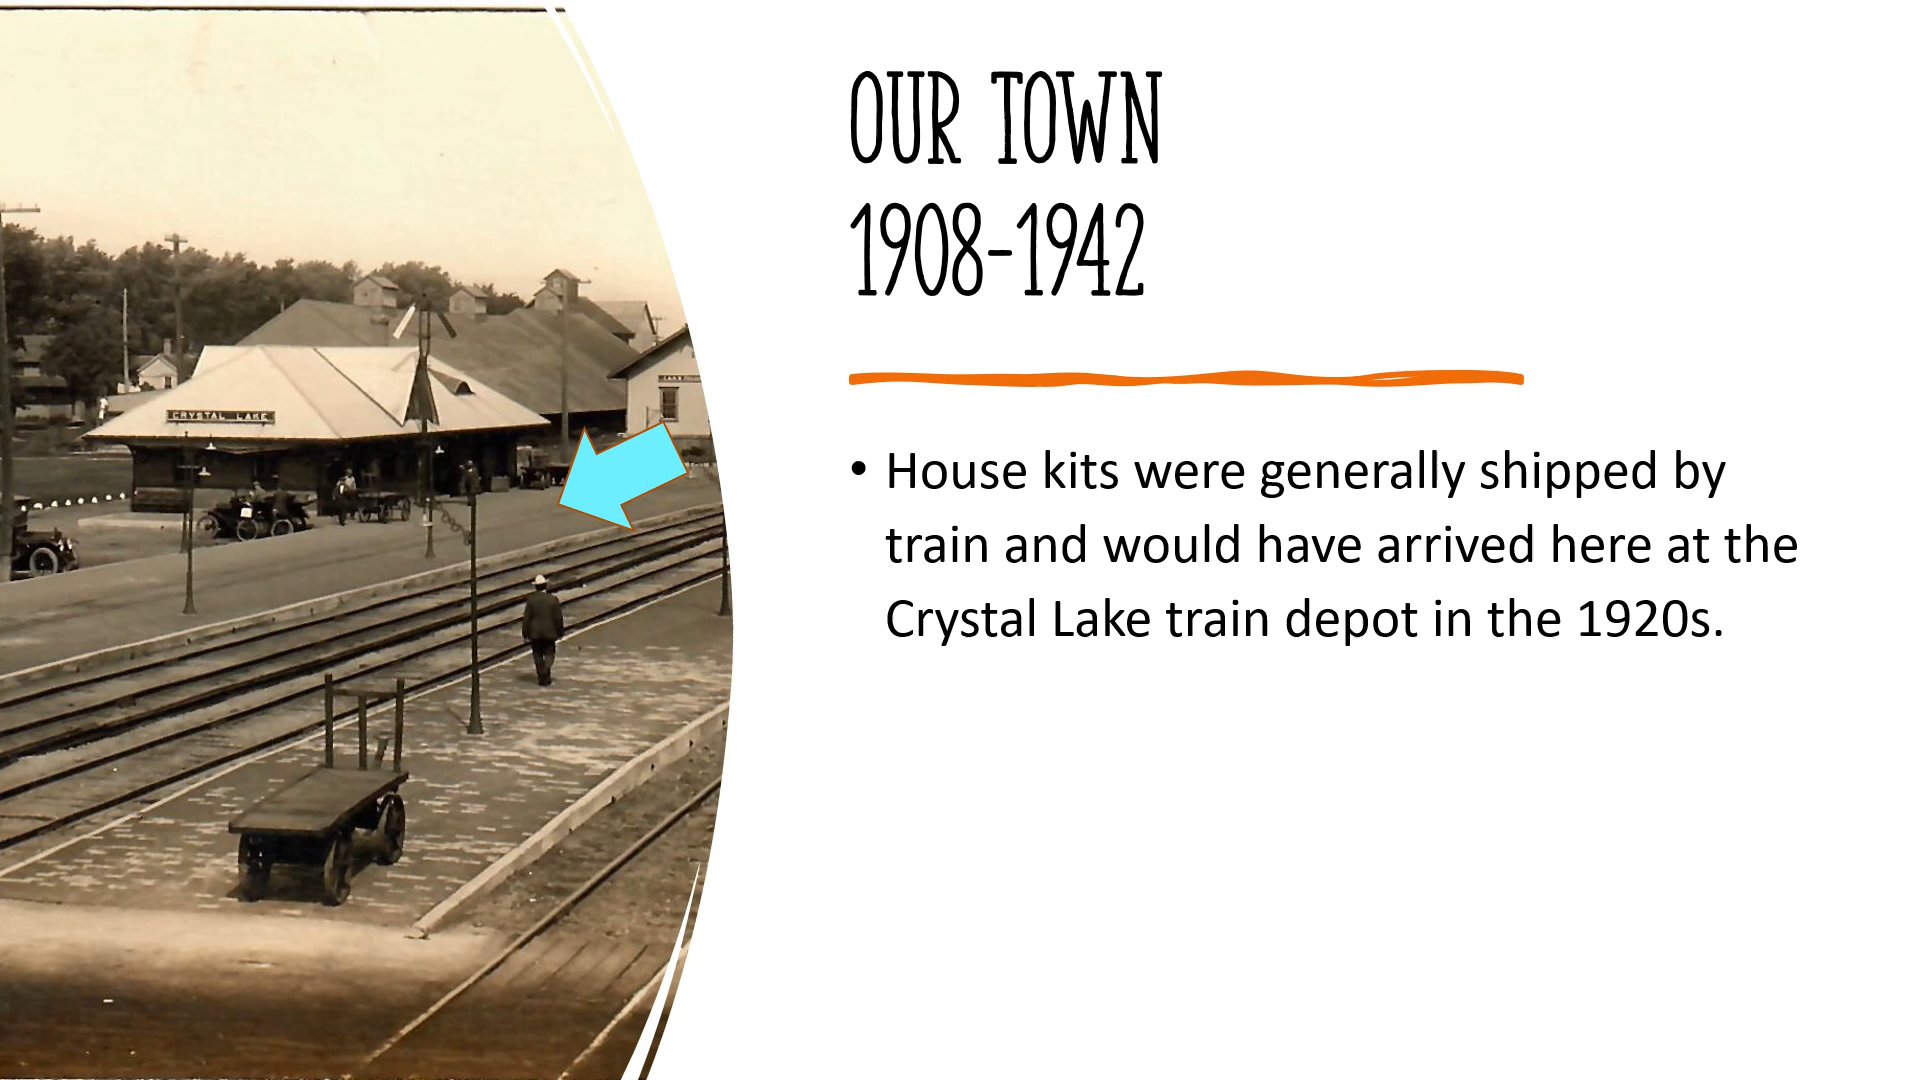 OUR TOWN
1908-1942
• House kits were generally shipped by
train and would have arrived here at the
Crystal Lake train depot in the 1920s.
CRYSTAL LAKE